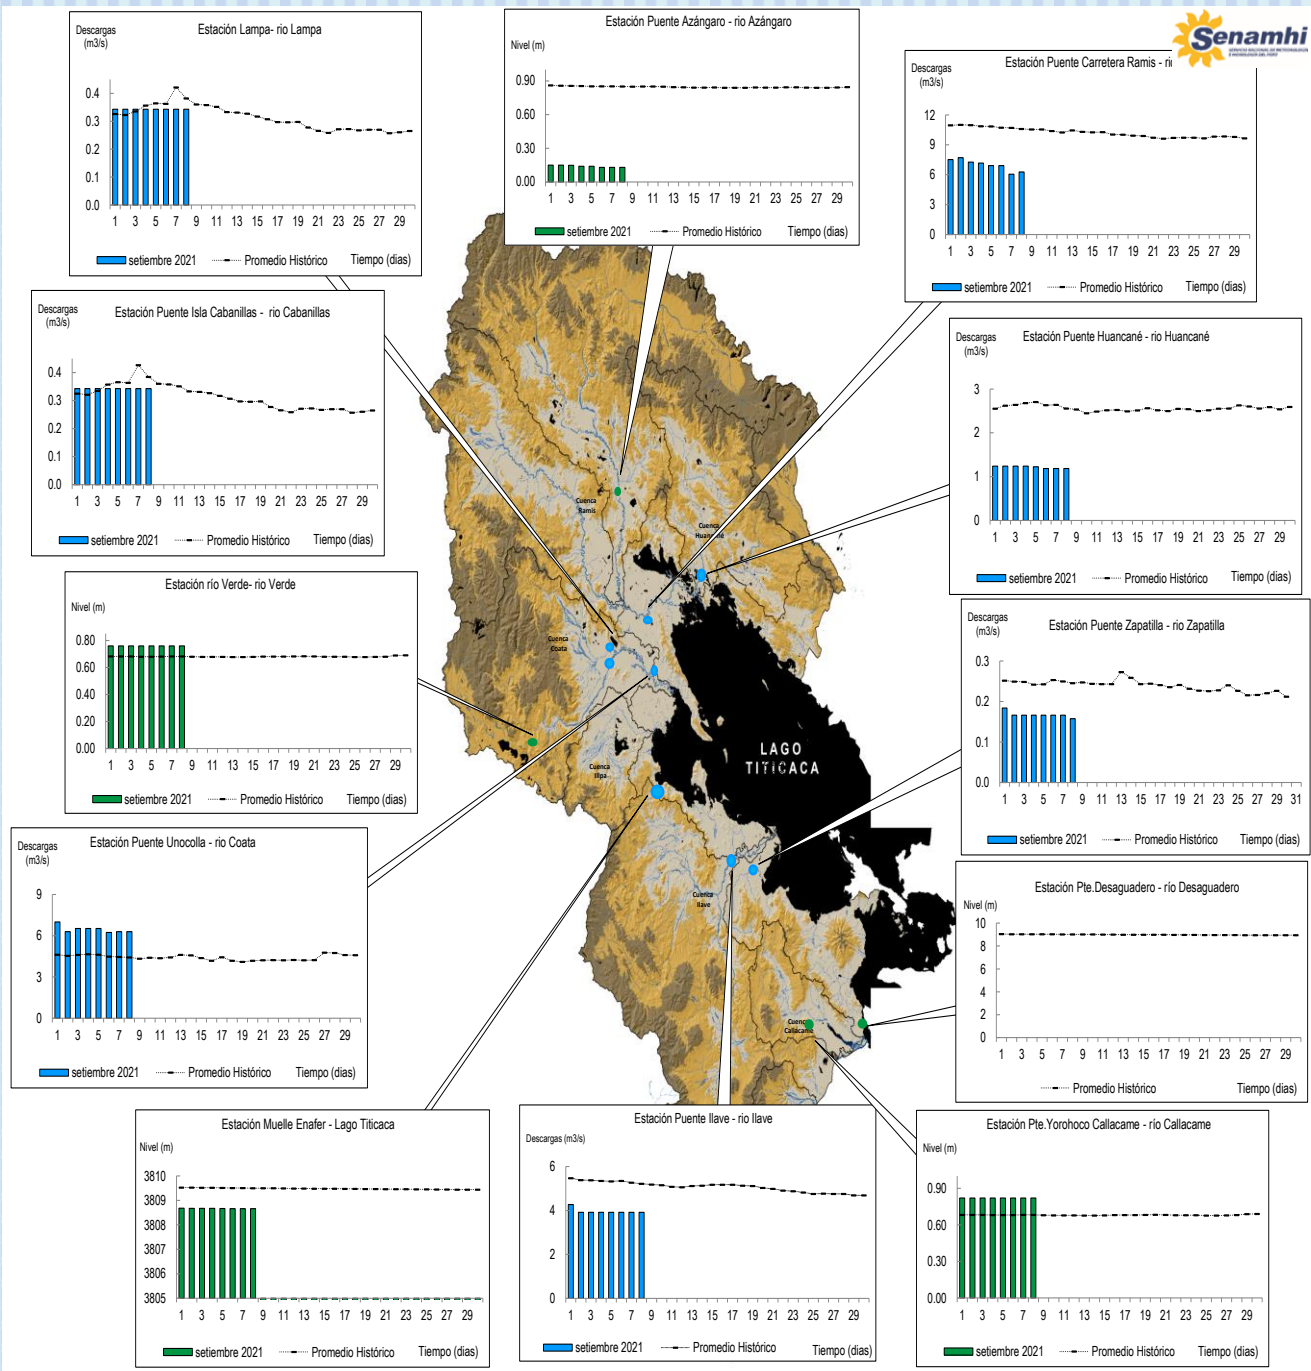 Senamhi
Estación Lampa- rio Lampa
Descargas
(m3/s)
0.4
0.3
0.2
0.1
0.0
1 3 5 7 9 11 13 15 17 19 21 23 25 27 29
setiembre 2021 Promedio Histórico Tiempo (dias)
Estación Puente Azángaro - rio Azángaro
Nivel (m)
0.90
0.60
0.30
0.00
1 3 5 7 9 11 13 15 17 19 21 23 25 27 29
setiembre 2021 Promedio Histórico Tiempo (dias)
Estación Puente Carretera Ramis -
Descargas
(m3/s)
12
9
6
3
0
1 3 5 7 9 11 13 15 17 19 21 23 25 27 29
setiembre 2021 Promedio Histórico Tiempo (dias)
Estación Puente Isla Cabanillas - rio Cabanillas
Descargas
(m3/s)
0.4
0.3
0.2
0.1
0.0
1 3 5 7 9 11 13 15 17 19 21 23 25 27 29
setiembre 2021 Promedio Histórico Tiempo (dias)
Estación Puente Huancané - rio Huancané
Descargas
(m3/s)
3
2
1
0
1 3 5 7 9 11 13 15 17 19 21 23 25 27 29
setiembre 2021 Promedio Histórico Tiempo (dias)
Estación río Verde- rio Verde
Nivel (m)
0.80
0.60
0.40
0.20
0.00
1 3 5 7 9 11 13 15 17 19 21 23 25 27 29
setiembre 2021 Promedio Histórico Tiempo (dias)
Estación Puente Zapatilla - rio Zapatilla
Descargas
(m3/s)
0.3
0.2
0.1
0.0
1 3 5 7 9 11 13 15 17 19 21 23 25 27 29 31
setiembre 2021 Promedio Histórico Tiempo (dias)
Estación Puente Unocolla - rio Coata
Descargas
(m3/s)
9
6
3
0
1 3 5 7 9 11 13 15 17 19 21 23 25 27 29
setiembre 2021 Promedio Histórico Tiempo (dias)
Estación Pte.Desaguadero - río Desaguadero
Nivel (m)
10
8
6
4
2
0
1 3 5 7 9 11 13 15 17 19 21 23 25 27 29
Promedio Histórico Tiempo (dias)
Estación Muelle Enafer - Lago Titicaca
Nivel (m)
3810
3809
3808
3807
3806
3805
1 3 5 7 9 11 13 15 17 19 21 23 25 27 29
setiembre 2021 Promedio Histórico Tiempo (dias)
Estación Puente Ilave - rio Ilave
Descargas (m3/s)
6
4
2
0
1 3 5 7 9 11 13 15 17 19 21 23 25 27 29
setiembre 2021 Promedio Histórico Tiempo (dias)
Estación Pte.Yorohoco Callacame - río Callacame
Nivel (m)
0.90
0.60
0.30
0.00
1 3 5 7 9 11 13 15 17 19 21 23 25 27 29
setiembre 2021 Promedio Histórico Tiempo (dias)
Cuenca
Ramis
Cuenca
Huancané
Cuenca
Coata
Cuenca
Illpa
LAGO
TITICACA
Cuenca
Ilave
Cuenca
Callacame